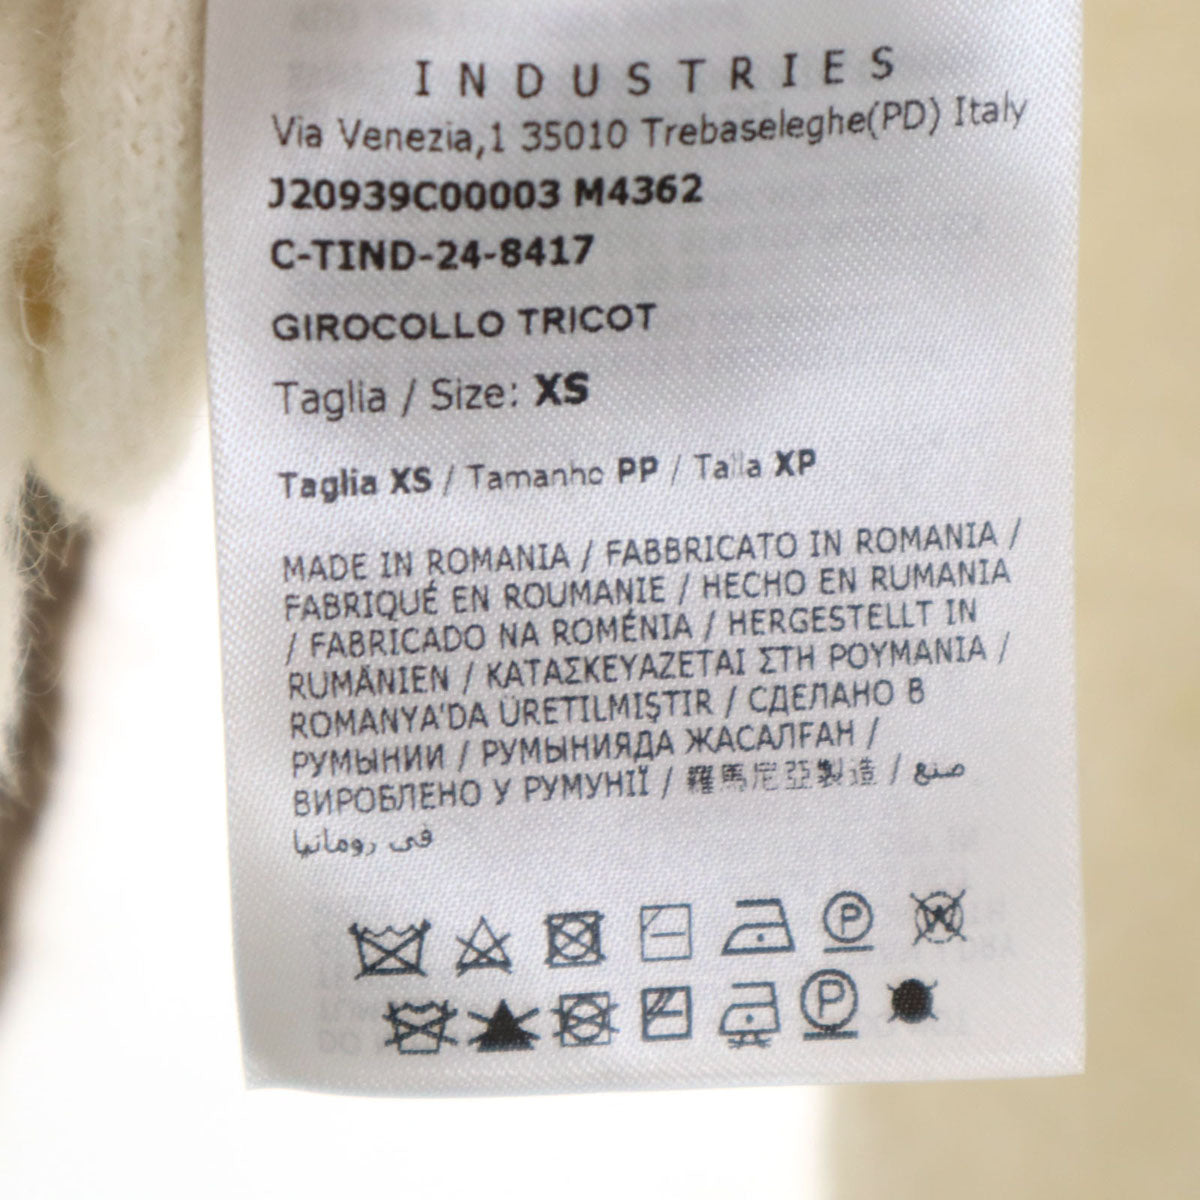 INDUSTRIES
Via Venezia,1 35010 Trebaseleghe(PD) Italy
J20939C00003 M4362
C-TIND-24-8417
GIROCOLLO TRICOT
Taglia / Size: XS
Taglia XS / Tamanho PP / Talla XP
MADE IN ROMANIA / FABBRICATO IN ROMANIA /
FABRIQUÉ EN ROUMANIE / HECHO EN RUMANIA
/ FABRICADO NA ROMÉNIA / HERGESTELLT IN
RUMÄNIEN / ΚΑΤΑΣΚΕΥΑΖΕΤΑΙ ΣΤΗ ΡΟΥΜΑΝΙΑ /
ROMANYA'DA ÜRETILMIŞTIR / СДЕЛАНО В
РУМЫНИИ / РУМЫНИЯДА ЖАСАЛҒАН /
ВИРОБЛЕНО У РУМУНІЇ / 羅馬尼亞製造 / صنع
في رومانيا
P
W
P